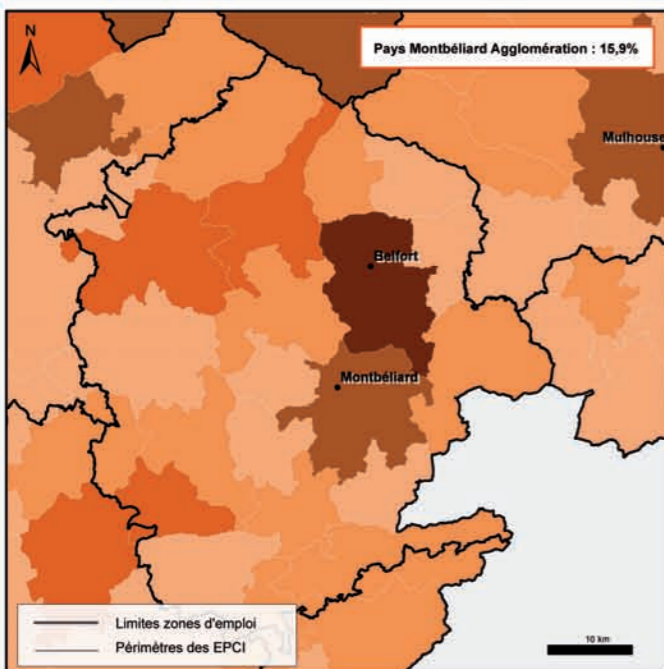 N
Pays Montbéliard Agglomération : 15,9%
Mulhouse
Belfort
Montbéliard
Limites zones d'emploi
Périmètres des EPCI
10 km